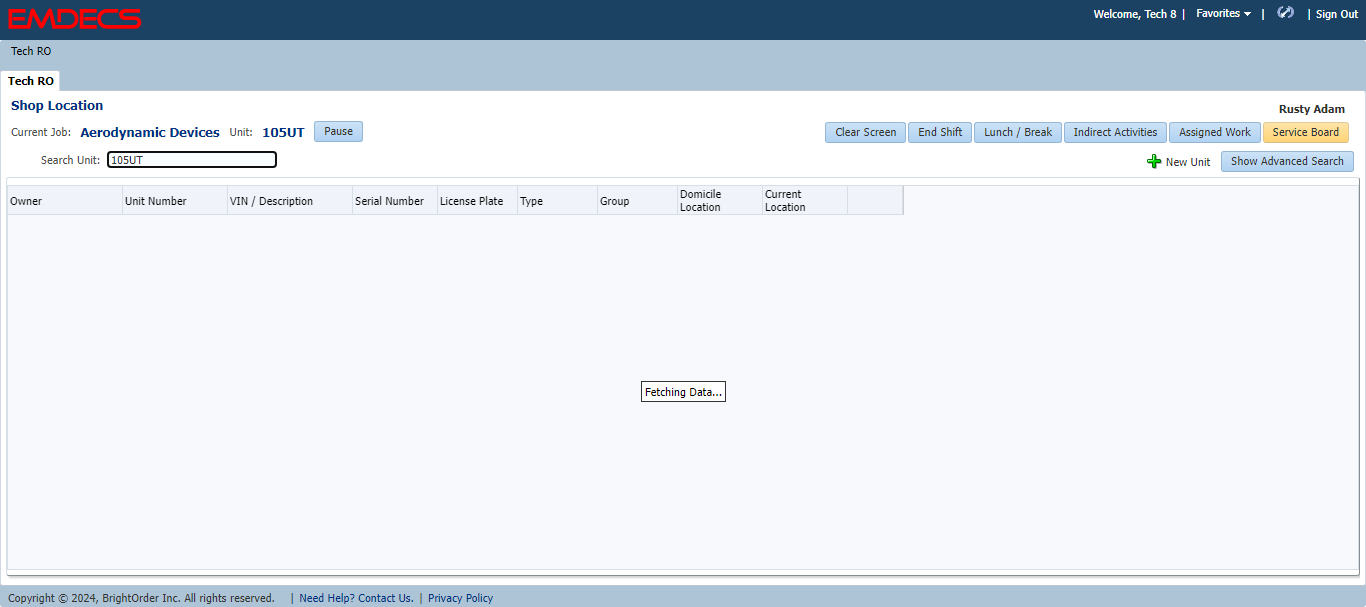 EMDECS
Welcome, Tech 8 | Favorites | | Sign Out
Tech RO
Tech RO
Shop Location
Rusty Adam
Current Job: Aerodynamic Devices Unit: 105UT Pause
Clear Screen End Shift Lunch / Break Indirect Activities Assigned Work Service Board
Search Unit: 105UT
New Unit Show Advanced Search
Owner Unit Number VIN / Description Serial Number License Plate Type Group Domicile Location Current Location
Fetching Data...
Copyright © 2024, BrightOrder Inc. All rights reserved. | Need Help? Contact Us. | Privacy Policy